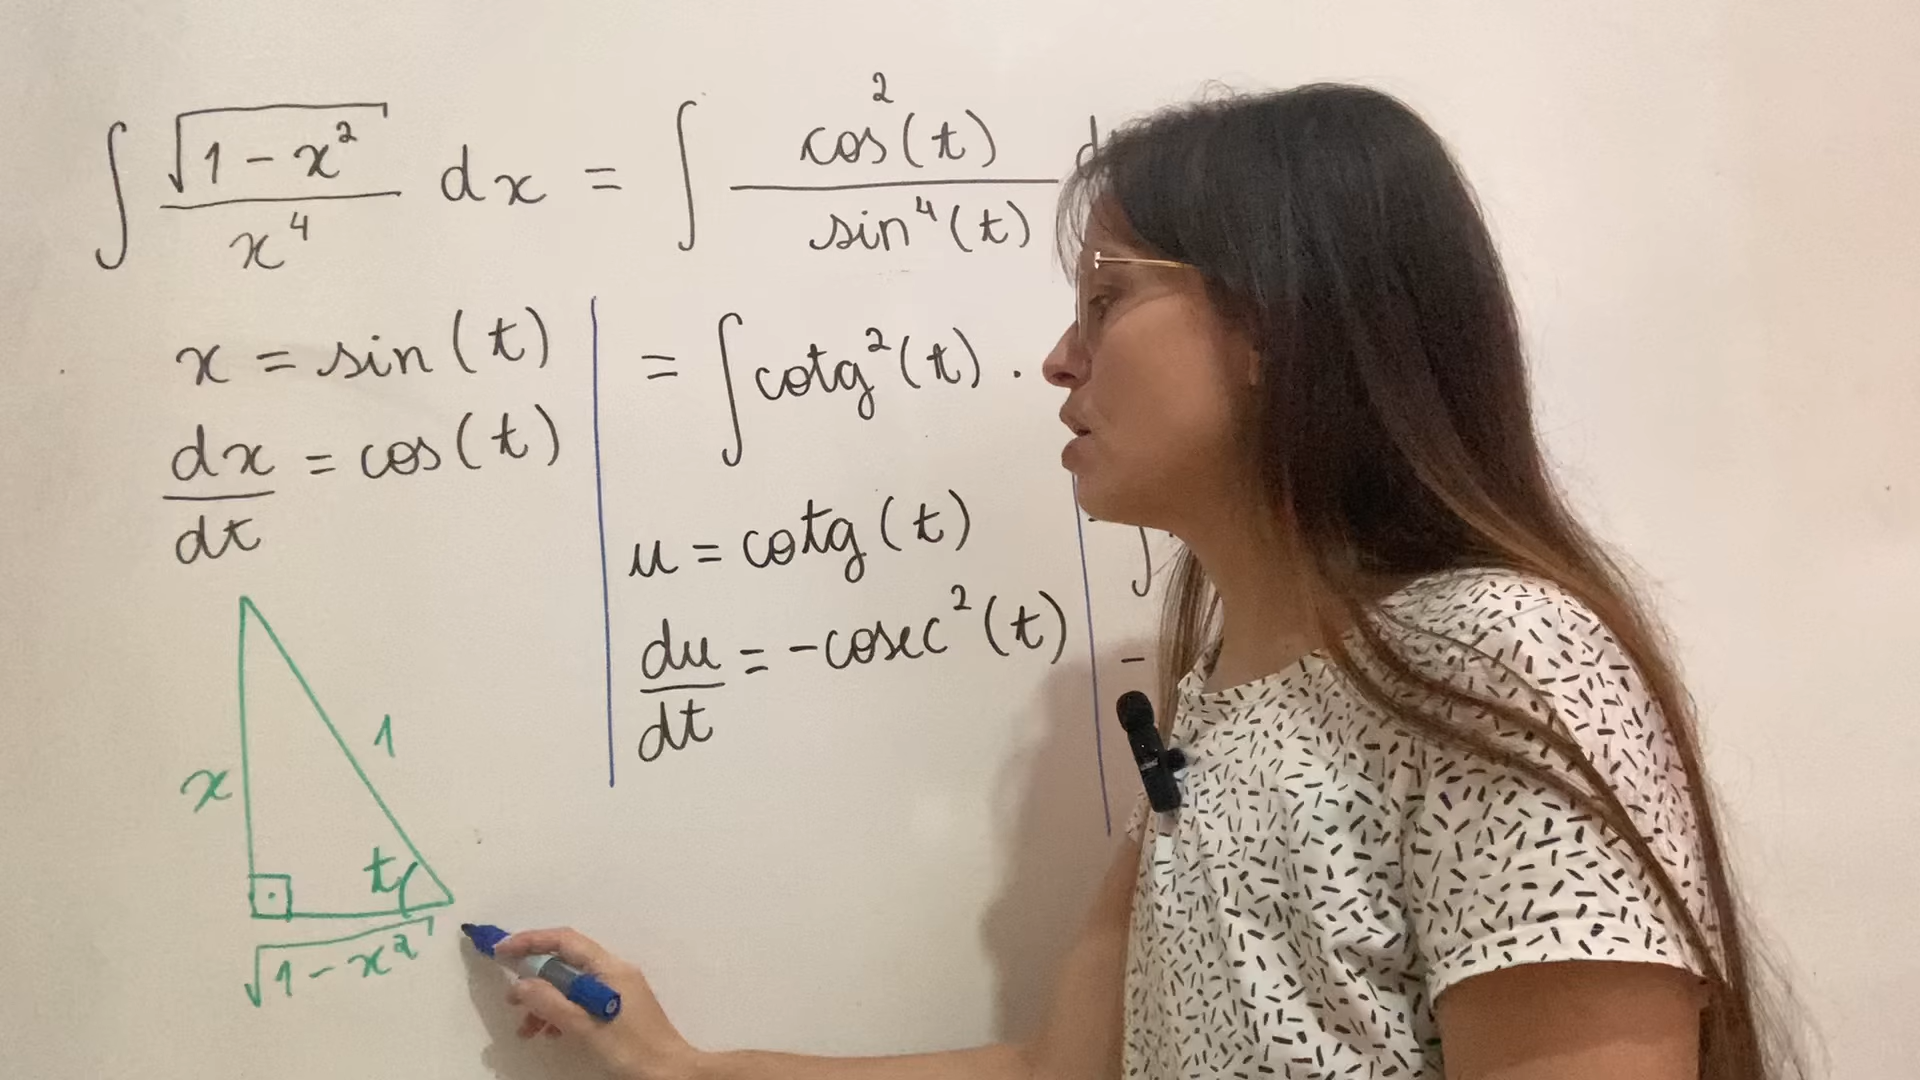 ∫ √(1 - x²) / x⁴ dx = ∫ cos²(t) / sin⁴(t) d
x = sin(t)
dx/dt = cos(t)
= ∫ cotg²(t) .
u = cotg(t)
du/dt = -cosec²(t)
∫
-
x
1
t
√(1 - x²)